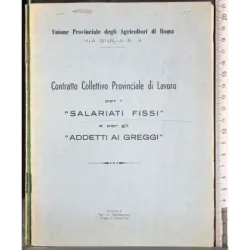 Unione Provinciale degli Agricoltori di Roma
Contratto Collettivo Provinciale di Lavoro
per i
"SALARIATI FISSI"
e per gli
"ADDETTI AI GREGGI"
ROMA